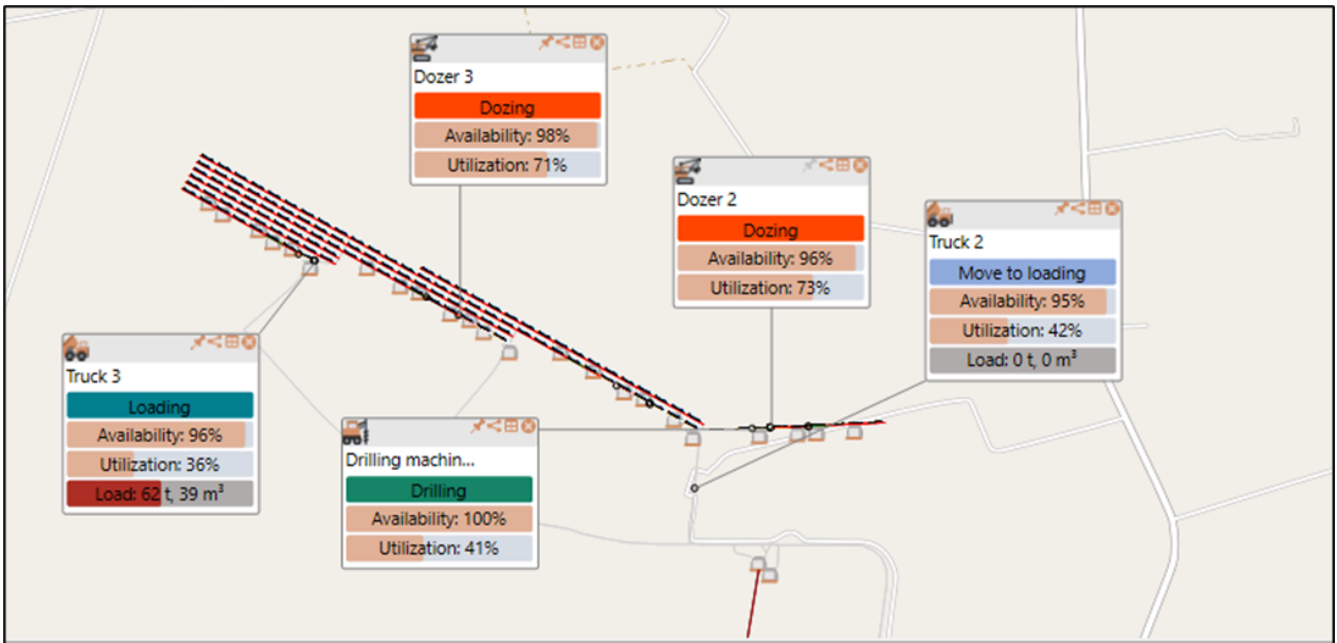 Dozer 3
Dozing
Availability: 98%
Utilization: 71%
Dozer 2
Dozing
Availability: 96%
Utilization: 73%
Truck 2
Move to loading
Availability: 95%
Utilization: 42%
Load: 0 t, 0 m³
Truck 3
Loading
Availability: 96%
Utilization: 36%
Load: 62 t, 39 m³
Drilling machin...
Drilling
Availability: 100%
Utilization: 41%